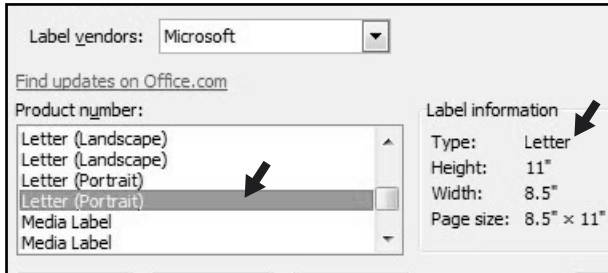 Label vendors: Microsoft
Find updates on Office.com
Product number:
Letter (Landscape)
Letter (Landscape)
Letter (Portrait)
Letter (Portrait)
Media Label
Media Label
Label information
Type: Letter
Height: 11"
Width: 8.5"
Page size: 8.5" × 11"